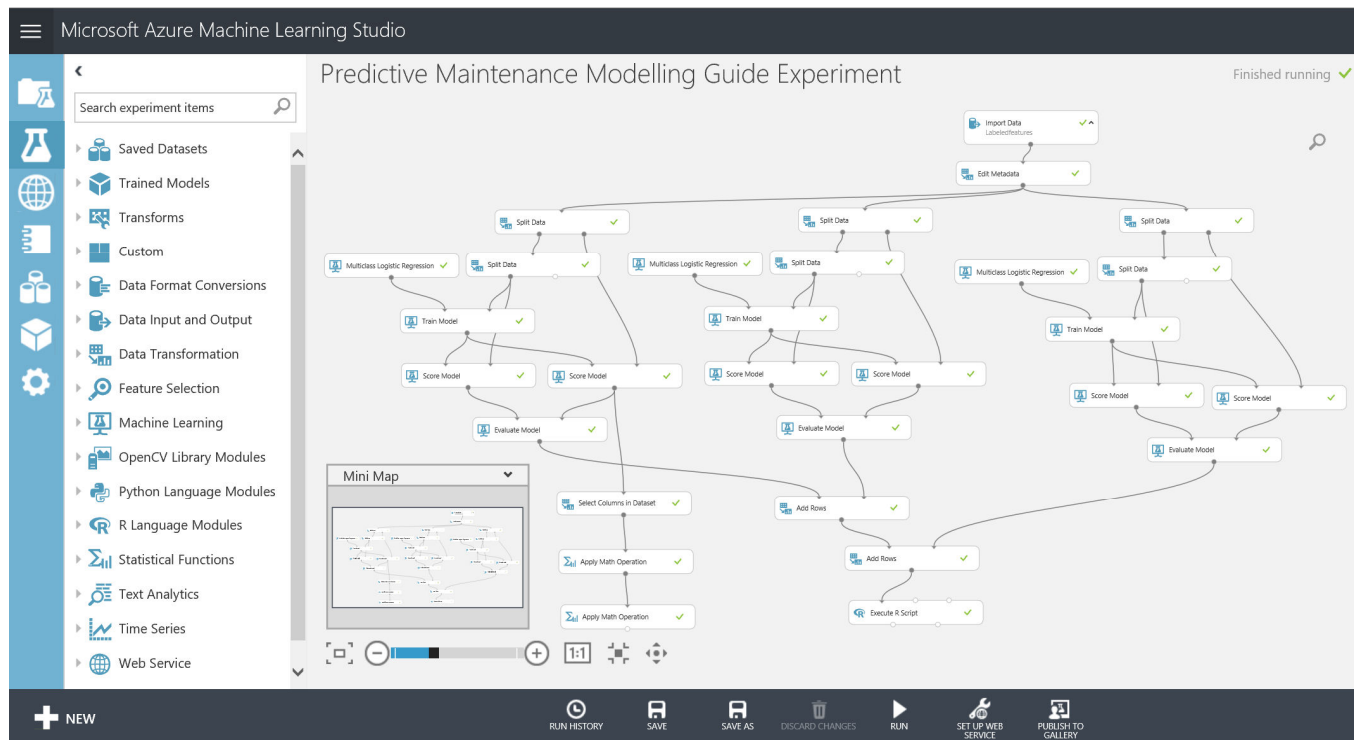 Microsoft Azure Machine Learning Studio
Predictive Maintenance Modelling Guide Experiment
Finished running
Search experiment items
Saved Datasets
Trained Models
Transforms
Custom
Data Format Conversions
Data Input and Output
Data Transformation
Feature Selection
Machine Learning
OpenCV Library Modules
Python Language Modules
R Language Modules
Statistical Functions
Text Analytics
Time Series
Web Service
Import Data
Labeledfeatures
Edit Metadata
Split Data
Split Data
Split Data
Multiclass Logistic Regression
Split Data
Multiclass Logistic Regression
Split Data
Multiclass Logistic Regression
Split Data
Train Model
Train Model
Train Model
Score Model
Score Model
Score Model
Score Model
Score Model
Score Model
Evaluate Model
Evaluate Model
Evaluate Model
Mini Map
Select Columns in Dataset
Add Rows
Apply Math Operation
Add Rows
Apply Math Operation
Execute R Script
1:1
NEW
RUN HISTORY
SAVE
SAVE AS
DISCARD CHANGES
RUN
SET UP WEB
SERVICE
PUBLISH TO
GALLERY